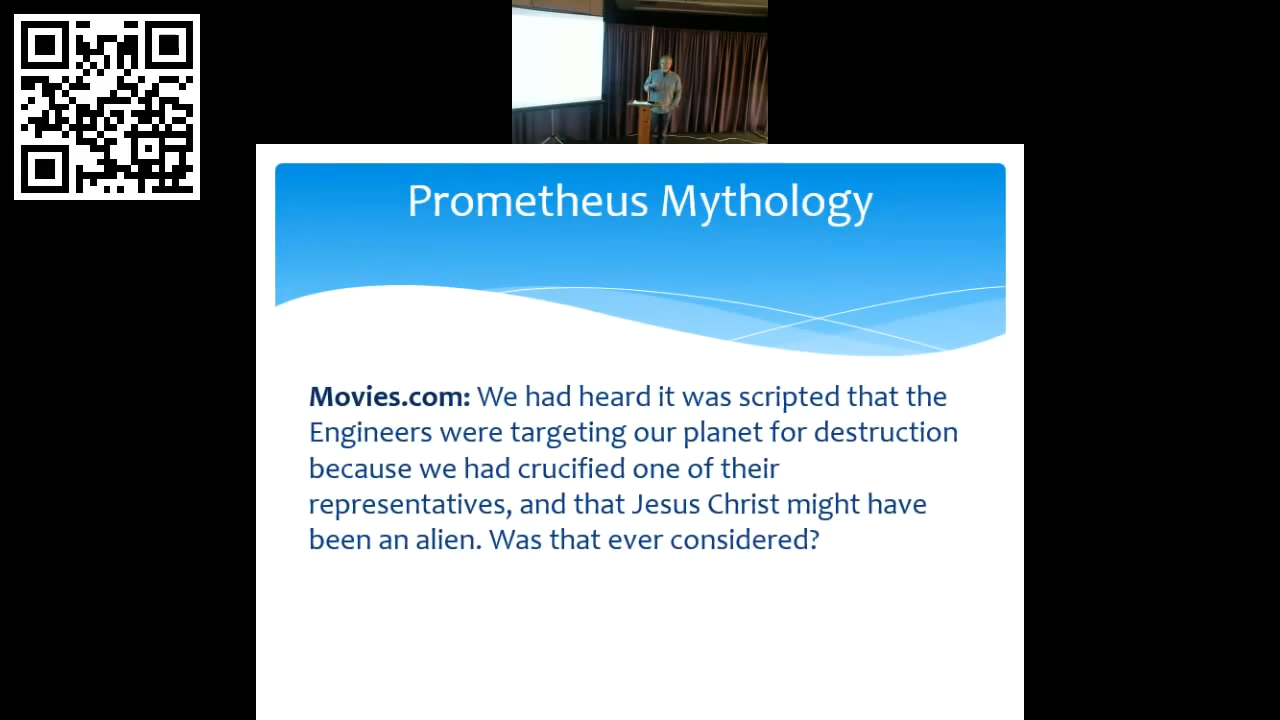 Prometheus Mythology
Movies.com: We had heard it was scripted that the
Engineers were targeting our planet for destruction
because we had crucified one of their
representatives, and that Jesus Christ might have
been an alien. Was that ever considered?